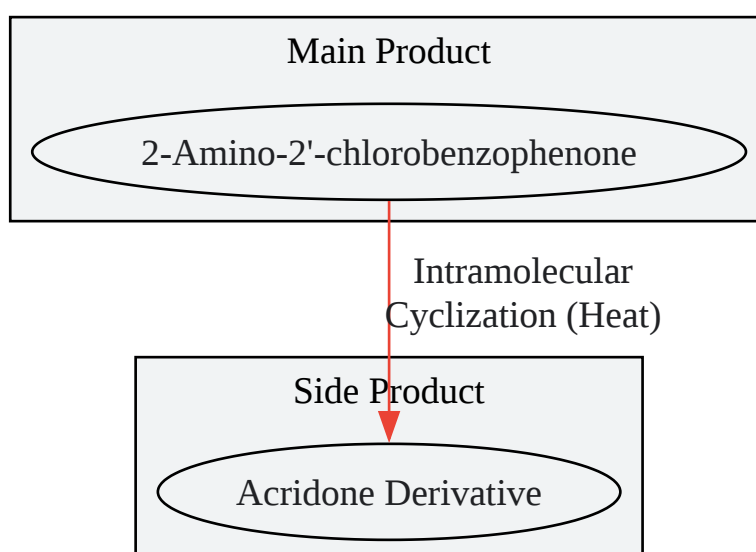 Main Product
2-Amino-2'-chlorobenzophenone
Intramolecular
Cyclization (Heat)
Side Product
Acridone Derivative